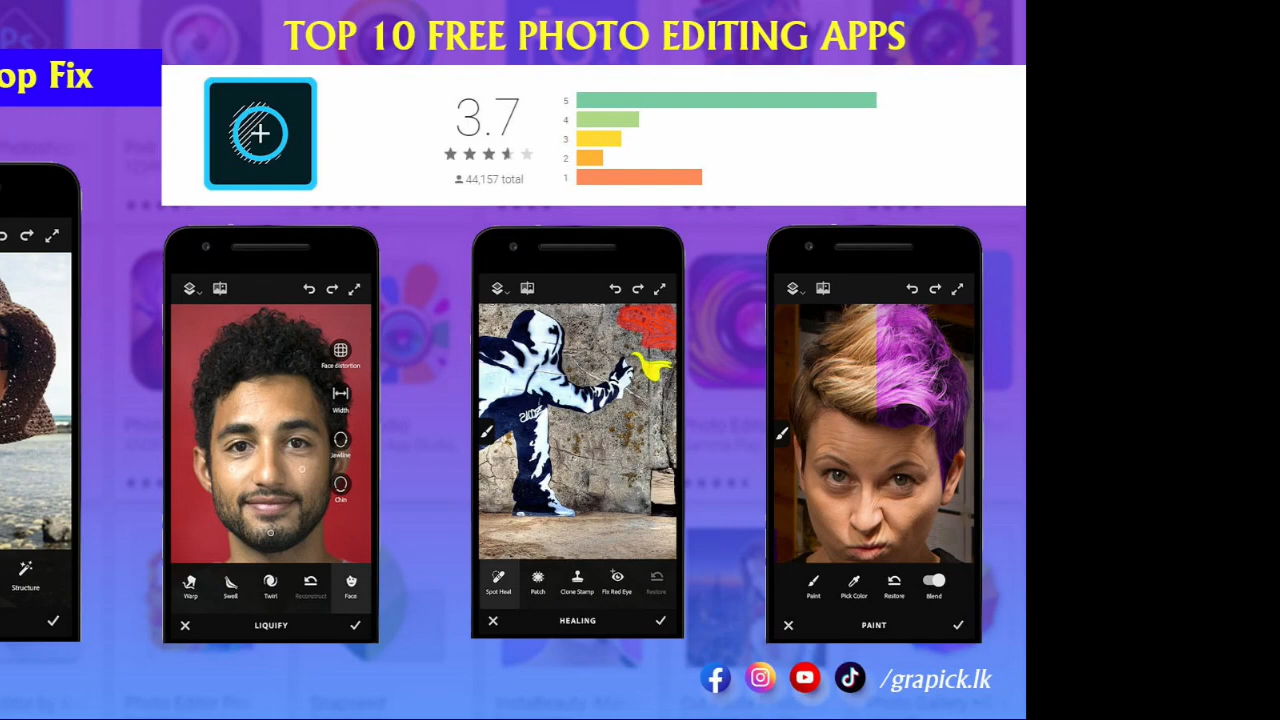 TOP 10 FREE PHOTO EDITING APPS
op Fix
3.7
44,157 total
5
4
3
2
1
Structure
Face distortion
Width
Jawline
Chin
Warp
Swell
Twirl
Reconstruct
Face
LIQUIFY
Spot Heal
Patch
Clone Stamp
Fix Red Eye
Restore
HEALING
Paint
Pick Color
Restore
Blend
PAINT
/grapick.lk